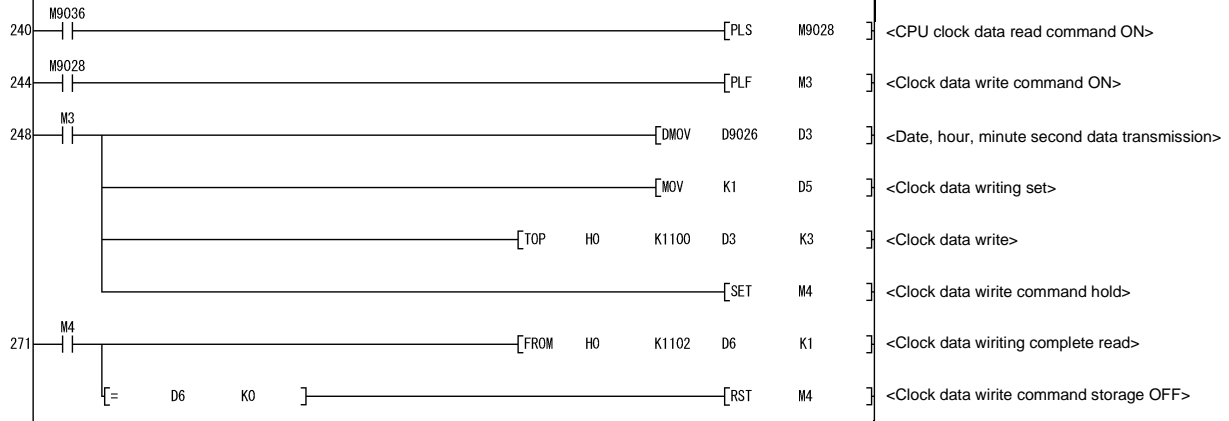 M9036
240 [PLS M9028 ] <CPU clock data read command ON>
M9028
244 [PLF M3 ] <Clock data write command ON>
M3
248 [DMOV D9026 D3 ] <Date, hour, minute second data transmission>
[MOV K1 D5 ] <Clock data writing set>
[TOP H0 K1100 D3 K3 ] <Clock data write>
[SET M4 ] <Clock data wirite command hold>
M4
271 [FROM H0 K1102 D6 K1 ] <Clock data wiriting complete read>
[= D6 K0 ] [RST M4 ] <Clock data wirite command storage OFF>